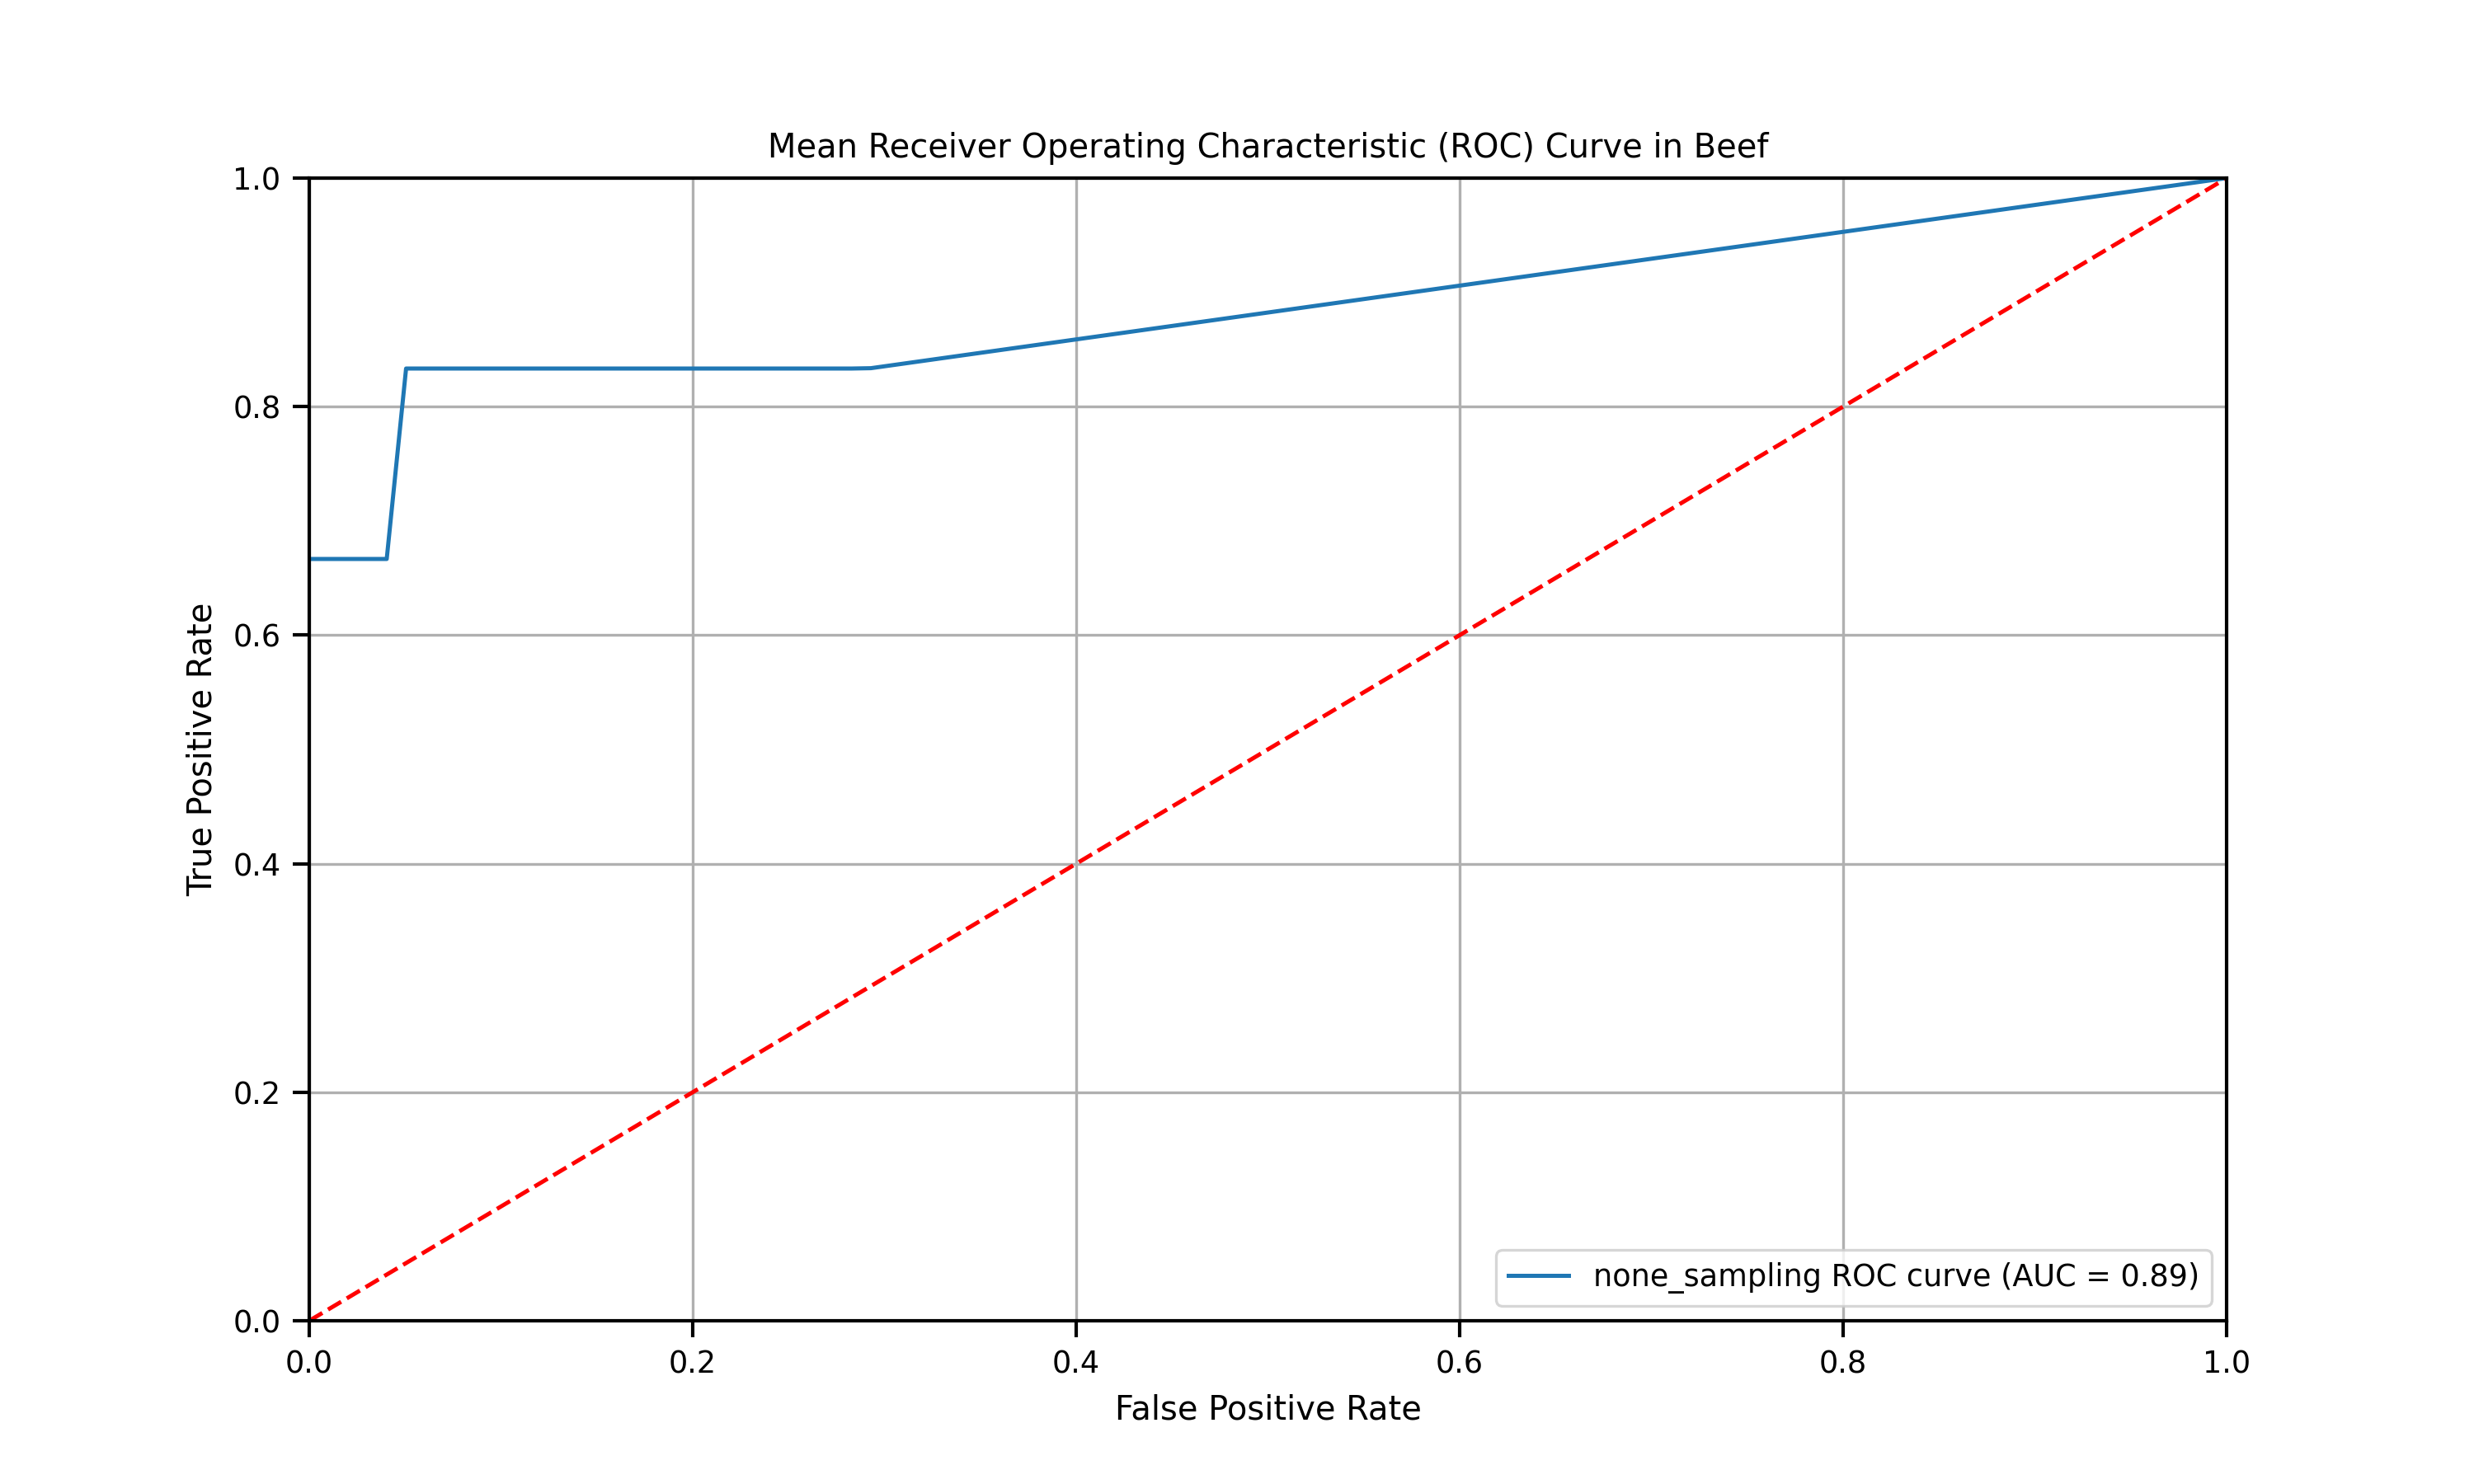 Mean Receiver Operating Characteristic (ROC) Curve in Beef
1.0
0.8
0.6
0.4
0.2
0.0
True Positive Rate
none_sampling ROC curve (AUC = 0.89)
0.0 0.2 0.4 0.6 0.8 1.0
False Positive Rate